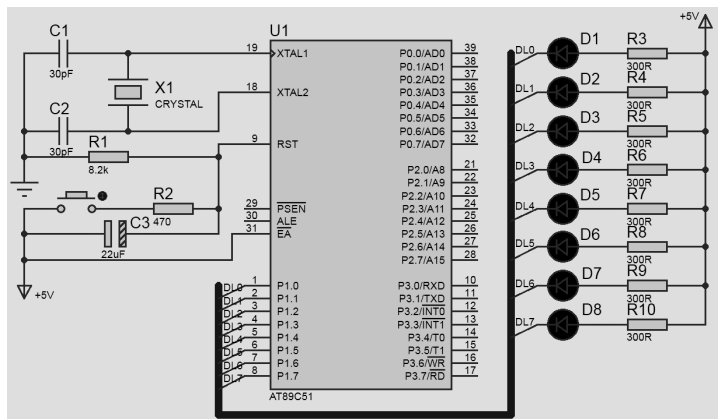 C1
30pF
X1
CRYSTAL
C2
30pF
R1
8.2k
R2
470
C3
22uF
+5V
U1
19 XTAL1
18 XTAL2
9 RST
29 PSEN
30 ALE
31 EA
DL0 1 P1.0
DL1 2 P1.1
DL2 3 P1.2
DL3 4 P1.3
DL4 5 P1.4
DL5 6 P1.5
DL6 7 P1.6
DL7 8 P1.7
P0.0/AD0 39
P0.1/AD1 38
P0.2/AD2 37
P0.3/AD3 36
P0.4/AD4 35
P0.5/AD5 34
P0.6/AD6 33
P0.7/AD7 32
P2.0/A8 21
P2.1/A9 22
P2.2/A10 23
P2.3/A11 24
P2.4/A12 25
P2.5/A13 26
P2.6/A14 27
P2.7/A15 28
P3.0/RXD 10
P3.1/TXD 11
P3.2/INT0 12
P3.3/INT1 13
P3.4/T0 14
P3.5/T1 15
P3.6/WR 16
P3.7/RD 17
AT89C51
+5V
DL0 D1 R3
300R
DL1 D2 R4
300R
DL2 D3 R5
300R
DL3 D4 R6
300R
DL4 D5 R7
300R
DL5 D6 R8
300R
DL6 D7 R9
300R
DL7 D8 R10
300R